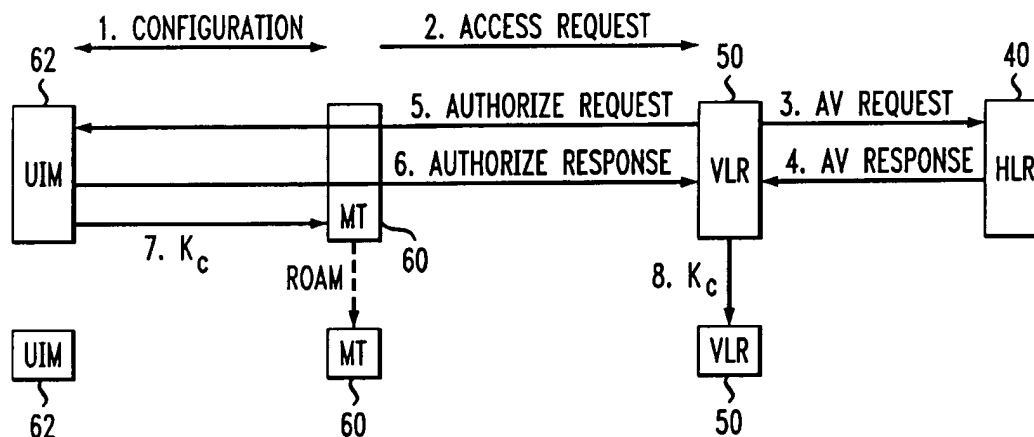 1. CONFIGURATION
2. ACCESS REQUEST
62
50
40
5. AUTHORIZE REQUEST
3. AV REQUEST
UIM
6. AUTHORIZE RESPONSE
VLR
4. AV RESPONSE
HLR
MT
7. Kc
60
ROAM
8. Kc
UIM
MT
VLR
62
60
50